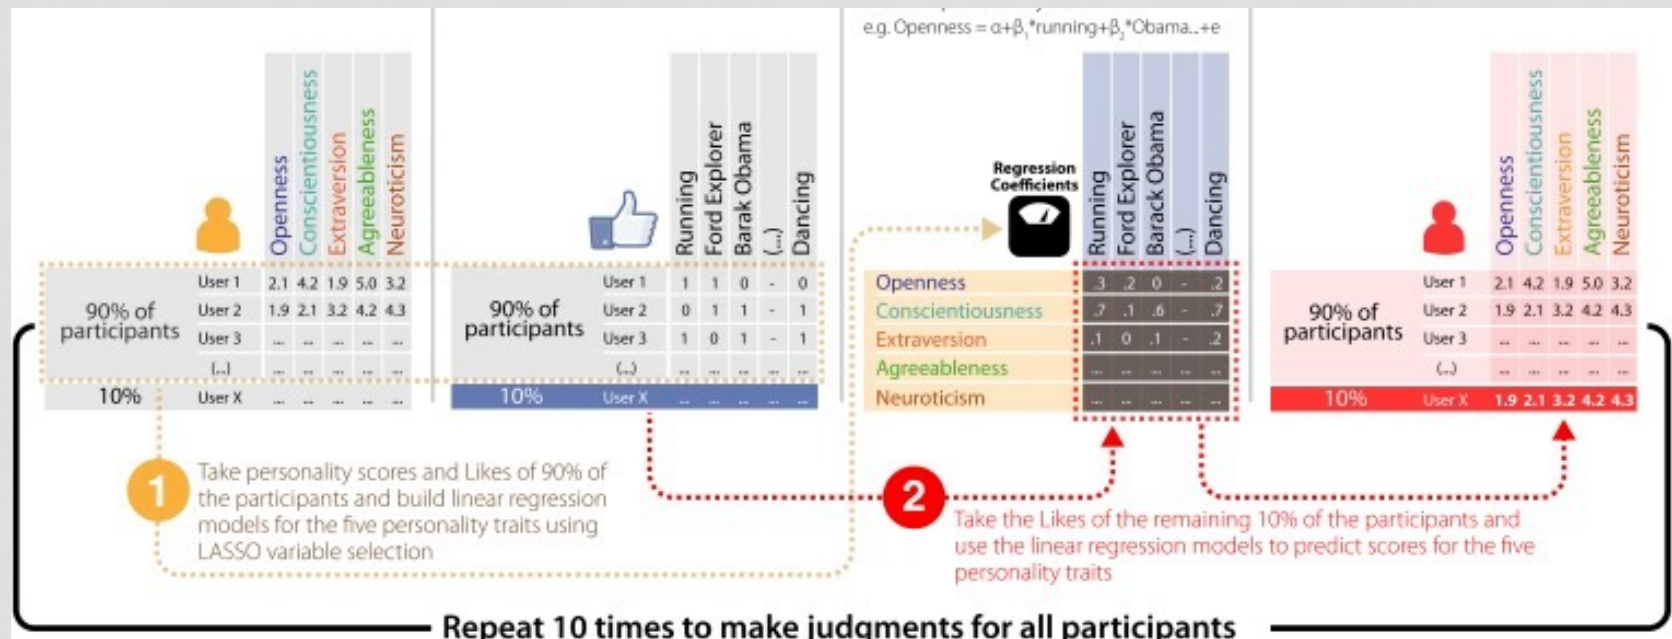 e.g. Openness = α+β₁*running+β₂*Obama...+e
Openness
Conscientiousness
Extraversion
Agreeableness
Neuroticism
90% of
participants
User 1 2.1 4.2 1.9 5.0 3.2
User 2 1.9 2.1 3.2 4.2 4.3
User 3 ... ... ... ... ...
(...) ... ... ... ... ...
10% User X ... ... ... ... ...
Running
Ford Explorer
Barak Obama
(...)
Dancing
90% of
participants
User 1 1 1 0 - 0
User 2 0 1 1 - 1
User 3 1 0 1 - 1
(...) ... ... ... ... ...
10% User X ... ... ... ... ...
Regression
Coefficients
Running
Ford Explorer
Barack Obama
(...)
Dancing
Openness .3 .2 0 - .2
Conscientiousness .7 .1 .6 - .7
Extraversion .1 0 .1 - .2
Agreeableness ... ... ... ... ...
Neuroticism ... ... ... ... ...
Openness
Conscientiousness
Extraversion
Agreeableness
Neuroticism
90% of
participants
User 1 2.1 4.2 1.9 5.0 3.2
User 2 1.9 2.1 3.2 4.2 4.3
User 3 ... ... ... ... ...
(...) ... ... ... ... ...
10% User X 1.9 2.1 3.2 4.2 4.3
1
Take personality scores and Likes of 90% of
the participants and build linear regression
models for the five personality traits using
LASSO variable selection
2
Take the Likes of the remaining 10% of the participants and
use the linear regression models to predict scores for the five
personality traits
Repeat 10 times to make judgments for all participants